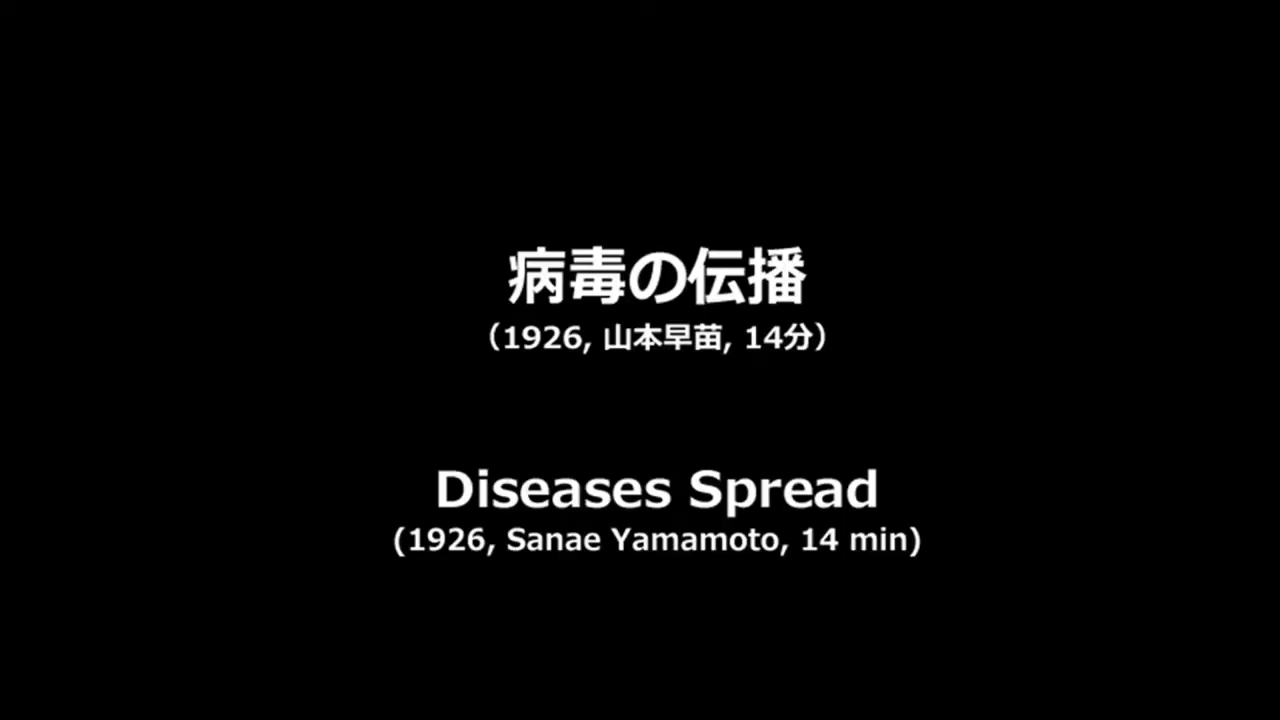 病毒の伝播
（1926, 山本早苗, 14分）
Diseases Spread
(1926, Sanae Yamamoto, 14 min)